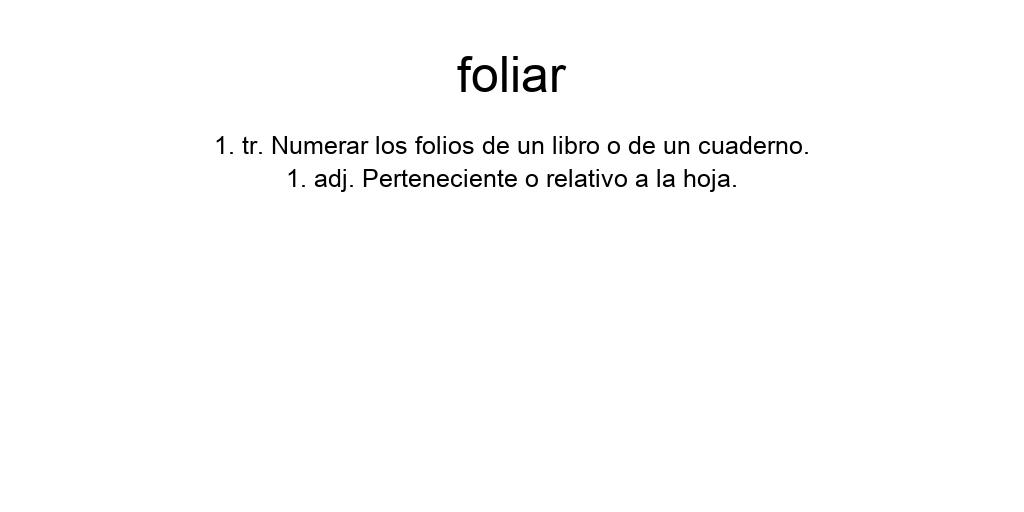 foliar
1. tr. Numerar los folios de un libro o de un cuaderno.
1. adj. Perteneciente o relativo a la hoja.